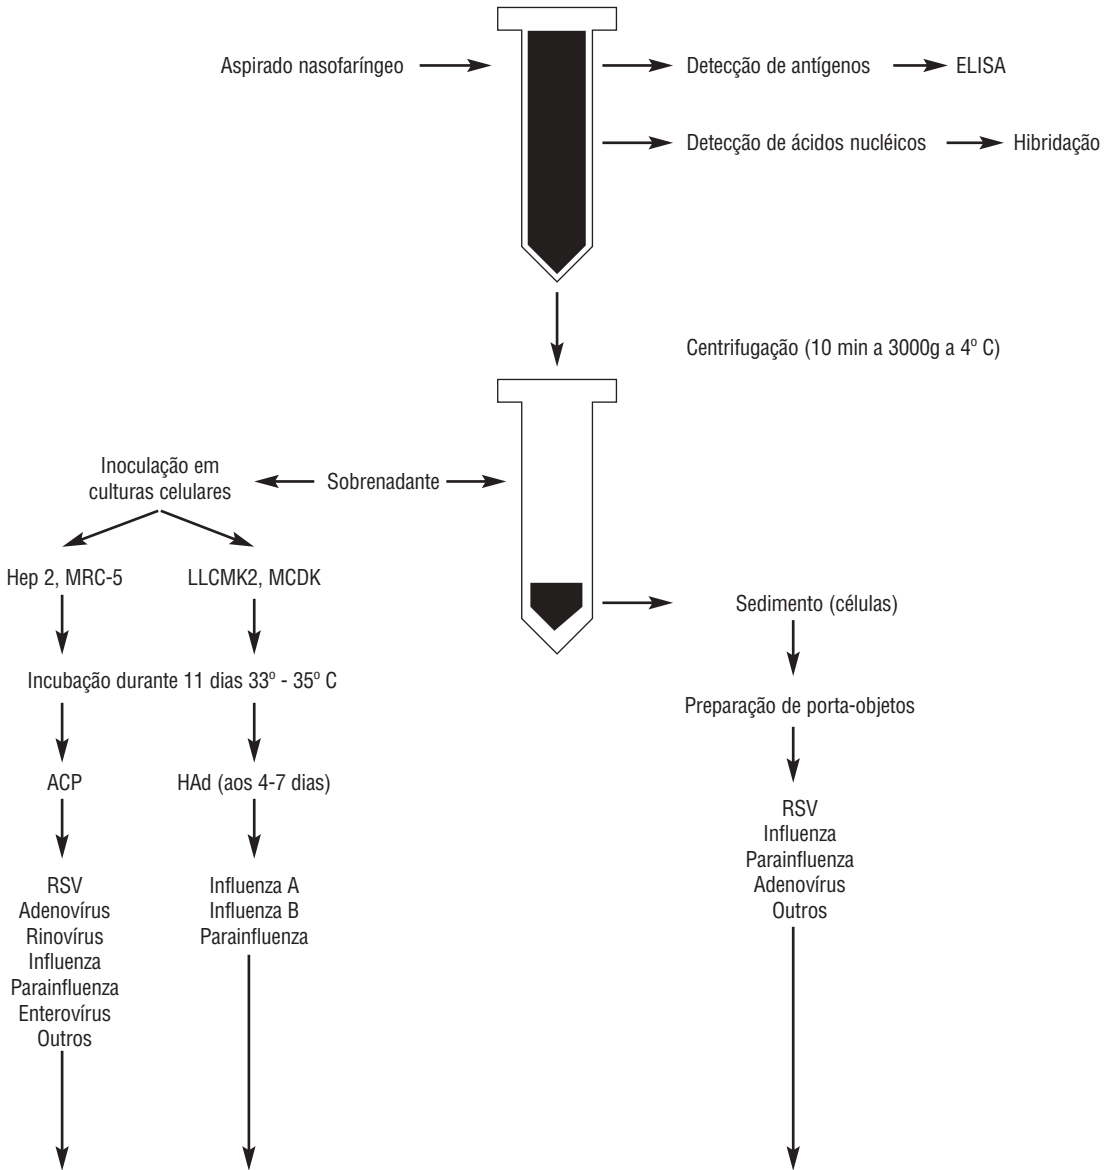 Aspirado nasofaríngeo
Detecção de antígenos
ELISA
Detecção de ácidos nucléicos
Hibridação
Centrifugação (10 min a 3000g a 4º C)
Inoculação em
culturas celulares
Sobrenadante
Hep 2, MRC-5
LLCMK2, MCDK
Sedimento (células)
Incubação durante 11 dias 33º - 35º C
Preparação de porta-objetos
ACP
HAd (aos 4-7 dias)
RSV
Adenovírus
Rinovírus
Influenza
Parainfluenza
Enterovírus
Outros
Influenza A
Influenza B
Parainfluenza
RSV
Influenza
Parainfluenza
Adenovírus
Outros